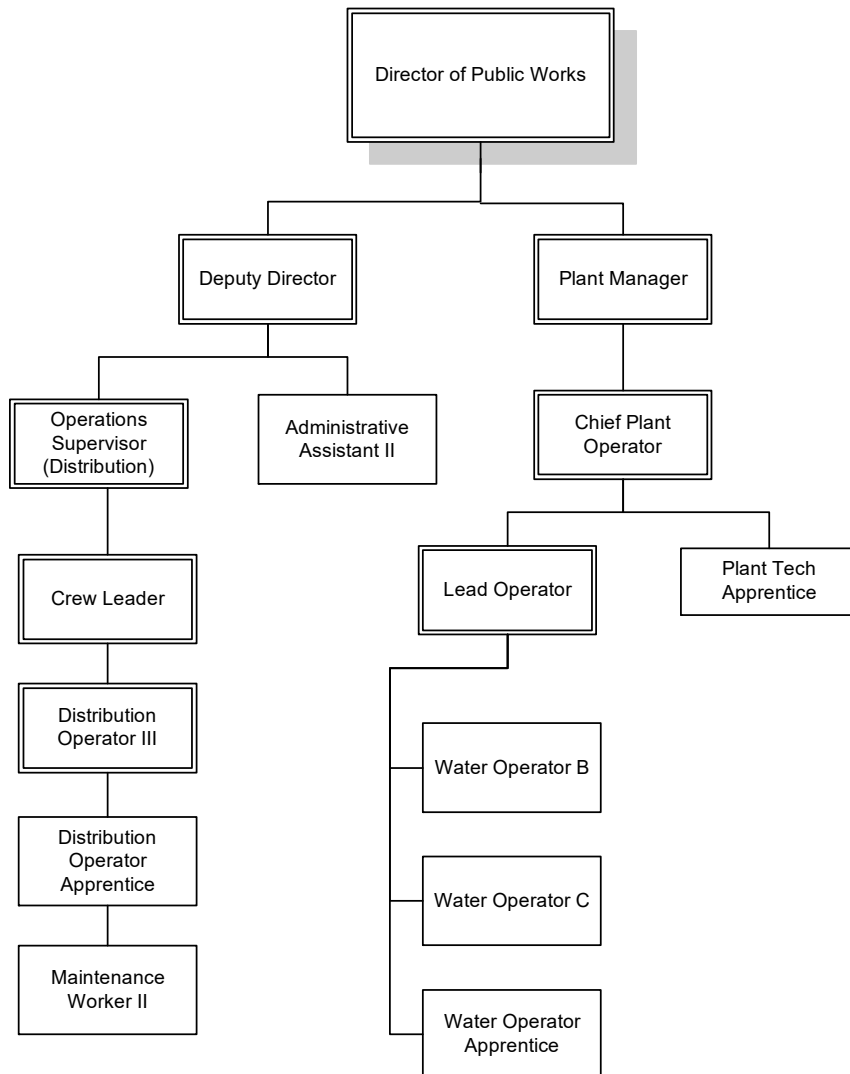 Director of Public Works
Deputy Director
Plant Manager
Operations
Supervisor
(Distribution)
Administrative
Assistant II
Chief Plant
Operator
Crew Leader
Lead Operator
Plant Tech
Apprentice
Distribution
Operator III
Water Operator B
Distribution
Operator
Apprentice
Water Operator C
Maintenance
Worker II
Water Operator
Apprentice